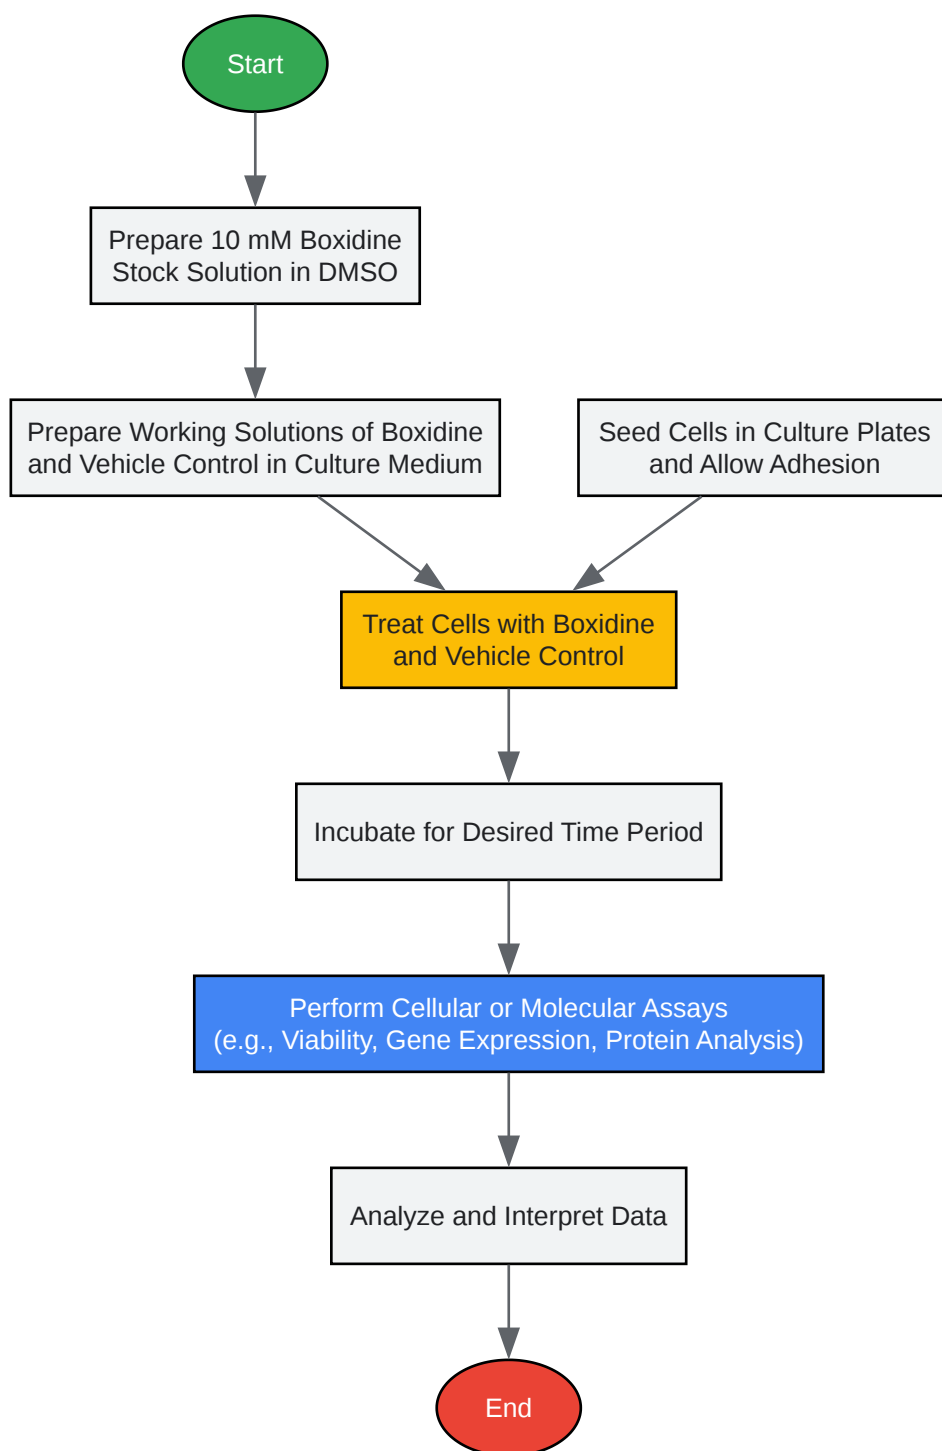 Start
Prepare 10 mM Boxidine
Stock Solution in DMSO
Prepare Working Solutions of Boxidine
and Vehicle Control in Culture Medium
Seed Cells in Culture Plates
and Allow Adhesion
Treat Cells with Boxidine
and Vehicle Control
Incubate for Desired Time Period
Perform Cellular or Molecular Assays
(e.g., Viability, Gene Expression, Protein Analysis)
Analyze and Interpret Data
End